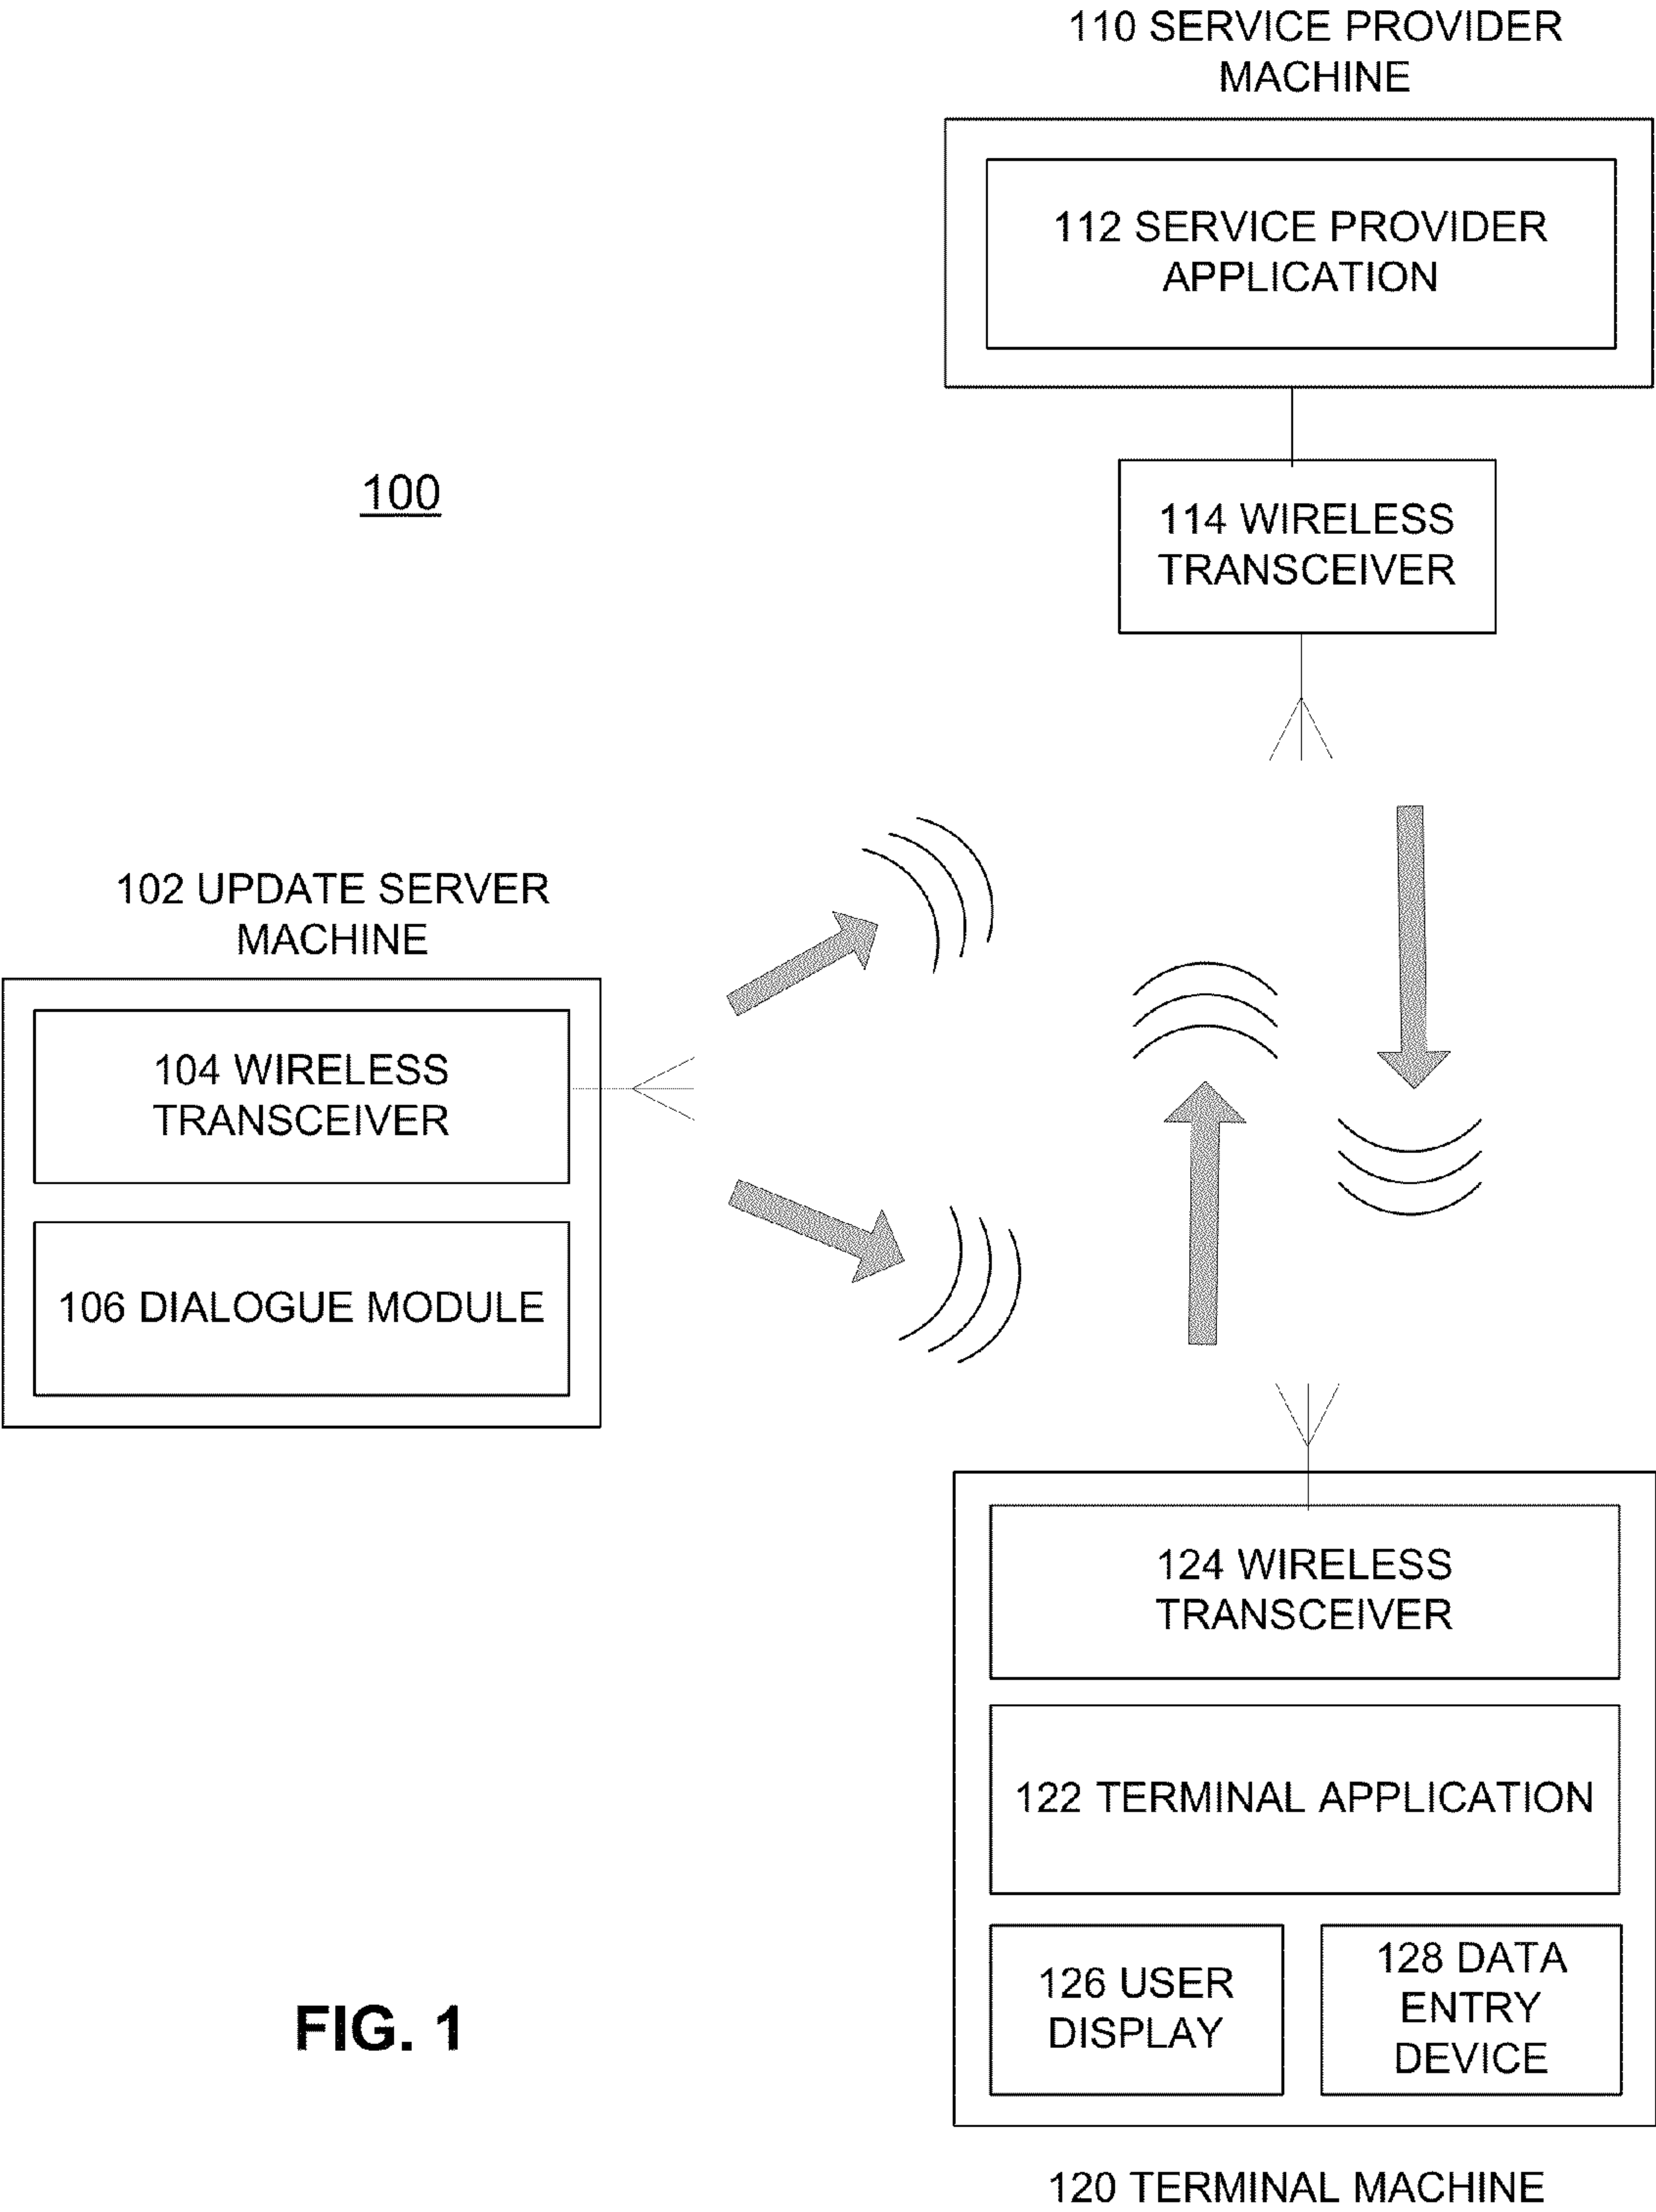 110 SERVICE PROVIDER
MACHINE
112 SERVICE PROVIDER
APPLICATION
100
114 WIRELESS
TRANSCEIVER
102 UPDATE SERVER
MACHINE
104 WIRELESS
TRANSCEIVER
106 DIALOGUE MODULE
124 WIRELESS
TRANSCEIVER
122 TERMINAL APPLICATION
126 USER
DISPLAY
128 DATA
ENTRY
DEVICE
FIG. 1
120 TERMINAL MACHINE